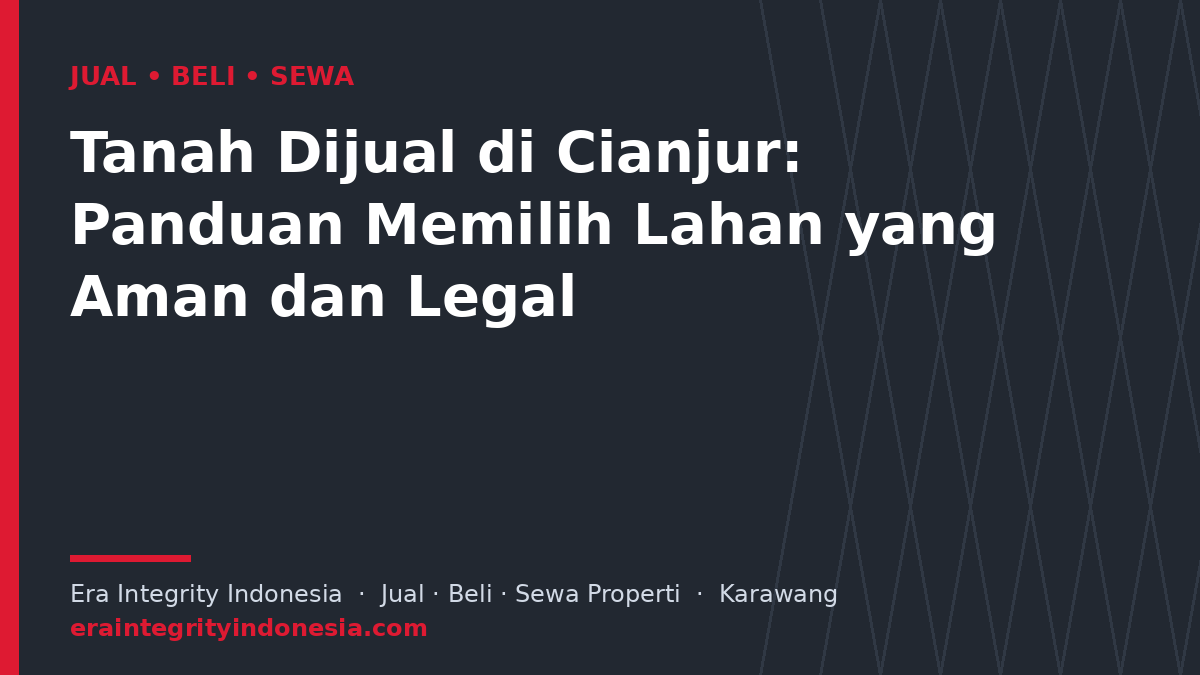 JUAL • BELI • SEWA
Tanah Dijual di Cianjur:
Panduan Memilih Lahan yang
Aman dan Legal
Era Integrity Indonesia · Jual · Beli · Sewa Properti · Karawang
eraintegrityindonesia.com